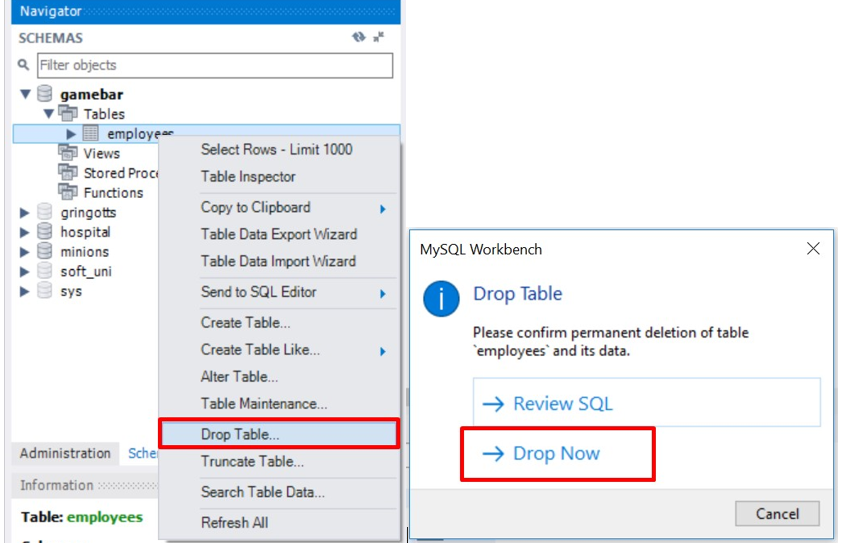 Navigator
SCHEMAS
Filter objects
gamebar
Tables
employees
Views
Stored Proce
Functions
gringotts
hospital
minions
soft_uni
sys
Administration
Sche
Information
Table: employees
Select Rows - Limit 1000
Table Inspector
Copy to Clipboard
Table Data Export Wizard
Table Data Import Wizard
Send to SQL Editor
Create Table...
Create Table Like...
Alter Table...
Table Maintenance...
Drop Table...
Truncate Table...
Search Table Data...
Refresh All
MySQL Workbench
Drop Table
Please confirm permanent deletion of table
`employees` and its data.
Review SQL
Drop Now
Cancel